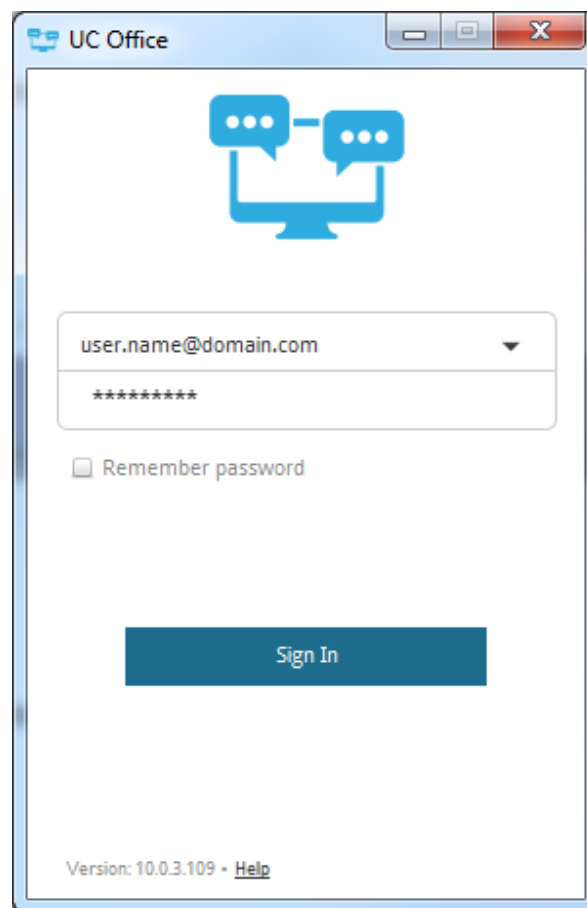 UC Office
user.name@domain.com
*********
Remember password
Sign In
Version: 10.0.3.109 • Help